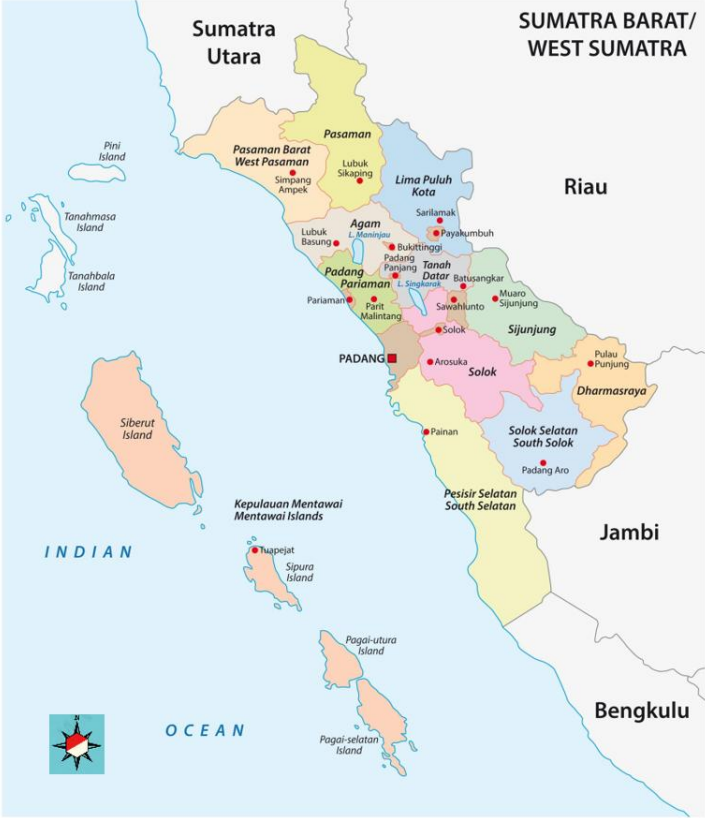 SUMATRA BARAT/
WEST SUMATRA
Sumatra
Utara
Pasaman
Pasaman Barat
West Pasaman
Simpang
Ampek
Lubuk
Sikaping
Lima Puluh
Kota
Riau
Pini
Island
Tanahmasa
Island
Tanahbala
Island
Sarilamak
Payakumbuh
Agam
L. Maninjau
Lubuk
Basung
Bukittinggi
Padang
Panjang
Tanah
Datar
Batusangkar
L. Singkarak
Padang
Pariaman
Pariaman
Parit
Malintang
Sawahlunto
Muaro
Sijunjung
Sijunjung
Solok
PADANG
Arosuka
Solok
Pulau
Punjung
Dharmasraya
Siberut
Island
Painan
Solok Selatan
South Solok
Padang Aro
Pesisir Selatan
South Selatan
Kepulauan Mentawai
Mentawai Islands
Jambi
INDIAN
Tuapejat
Sipura
Island
Pagai-utura
Island
Bengkulu
OCEAN
Pagai-selatan
Island